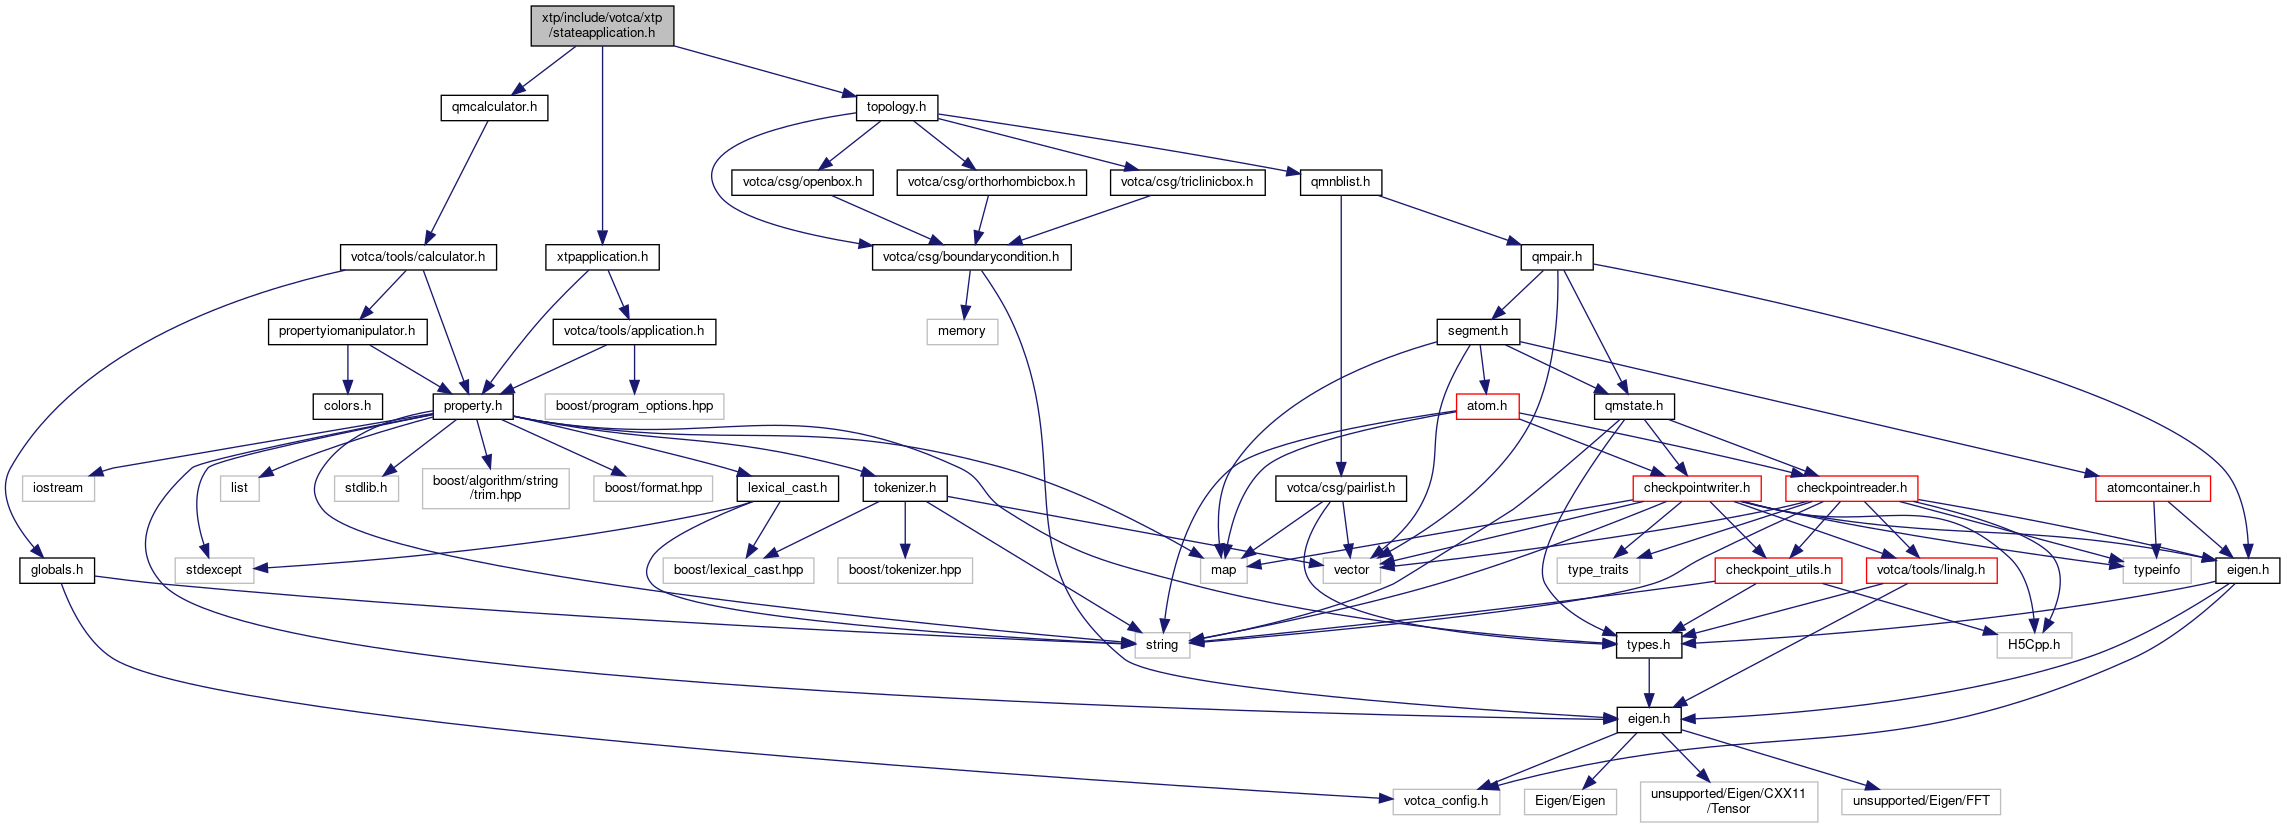 xtp/include/votca/xtp
/stateapplication.h
qmcalculator.h
topology.h
votca/csg/openbox.h
votca/csg/orthorhombicbox.h
votca/csg/triclinicbox.h
qmnblist.h
votca/tools/calculator.h
xtpapplication.h
votca/csg/boundarycondition.h
qmpair.h
propertyiomanipulator.h
votca/tools/application.h
memory
segment.h
colors.h
property.h
boost/program_options.hpp
atom.h
qmstate.h
iostream
list
stdlib.h
boost/algorithm/string
/trim.hpp
boost/format.hpp
lexical_cast.h
tokenizer.h
votca/csg/pairlist.h
checkpointwriter.h
checkpointreader.h
atomcontainer.h
globals.h
stdexcept
boost/lexical_cast.hpp
boost/tokenizer.hpp
map
vector
type_traits
checkpoint_utils.h
votca/tools/linalg.h
typeinfo
eigen.h
string
types.h
H5Cpp.h
eigen.h
votca_config.h
Eigen/Eigen
unsupported/Eigen/CXX11
/Tensor
unsupported/Eigen/FFT